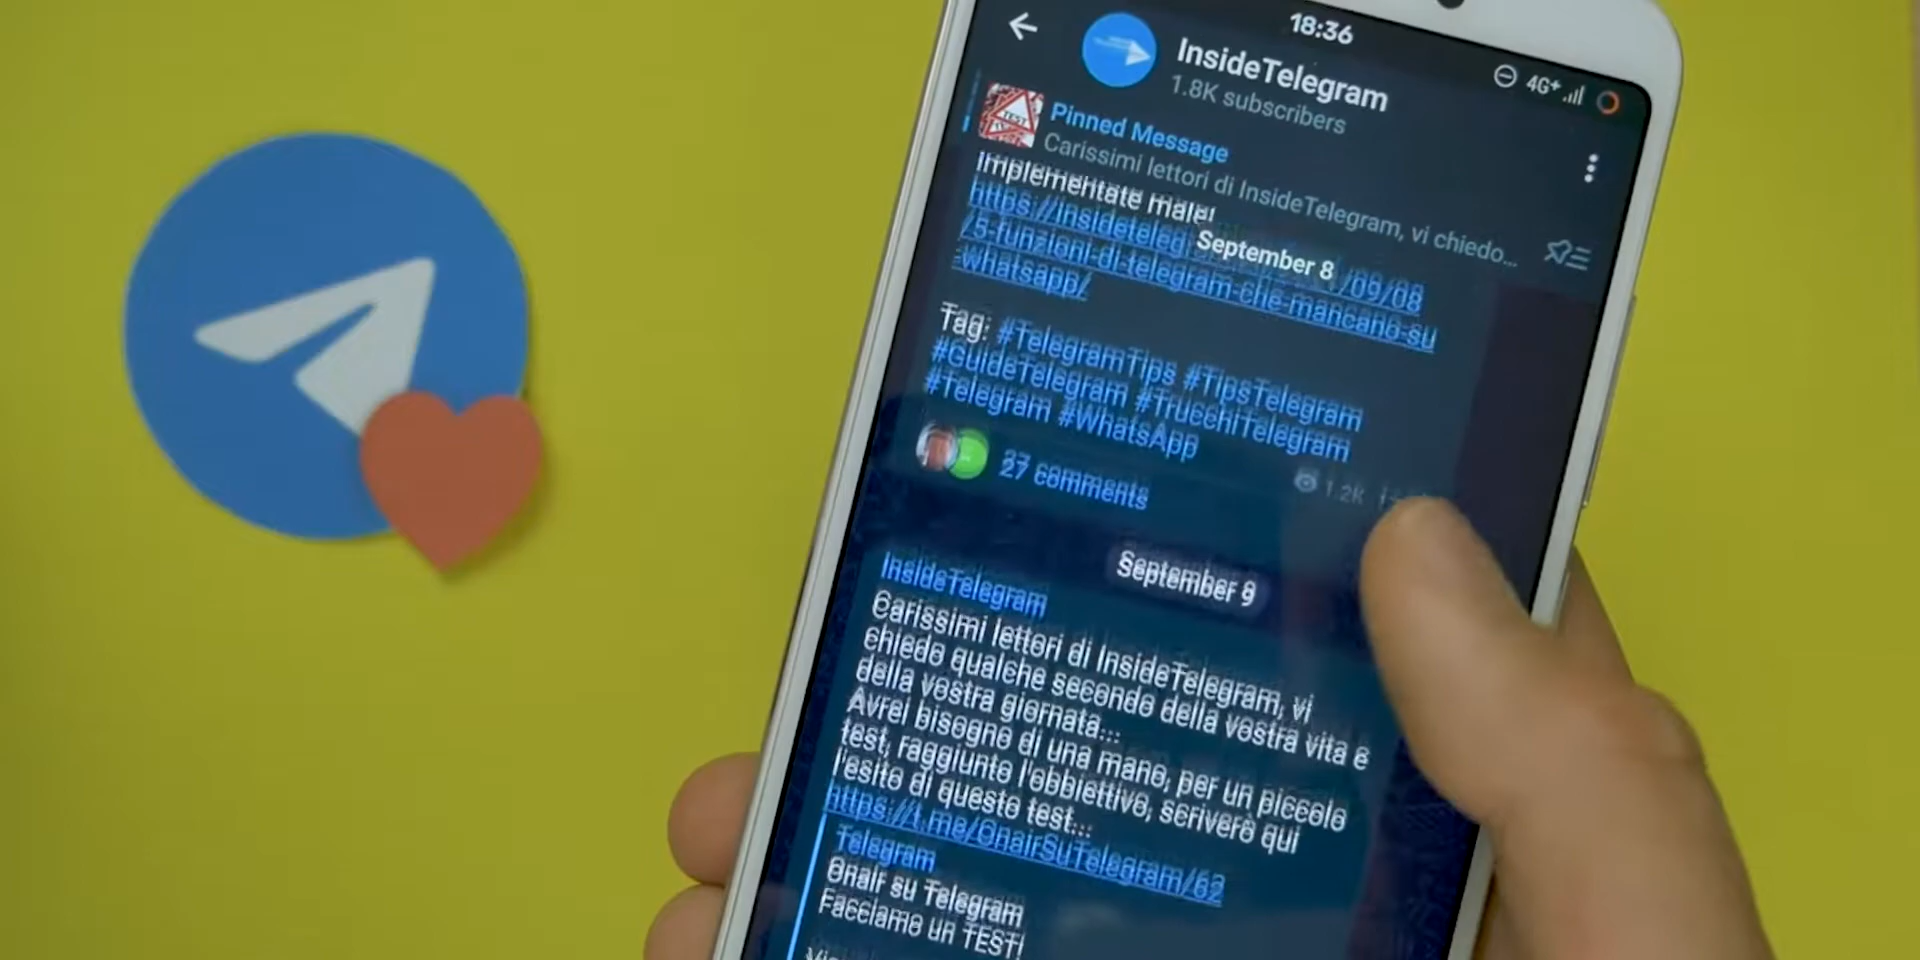 18:36
4G+
InsideTelegram
1.8K subscribers
Pinned Message
Carissimi lettori di InsideTelegram, vi chiedo...
Implementate male!
https://insideteleg /09/08
/5-funzioni-di-telegram-che-mancano-su
-whatsapp/
September 8
Tag: #TelegramTips #TipsTelegram
#GuideTelegram #TrucchiTelegram
#Telegram #WhatsApp
27 comments
1.2K
September 9
InsideTelegram
Carissimi lettori di InsideTelegram, vi
chiedo qualche secondo della vostra vita e
della vostra giornata...
Avrei bisogno di una mano, per un piccolo
test, raggiunto l'obbiettivo, scriverò qui
l'esito di questo test...
https://t.me/OnairSuTelegram/62
Telegram
Onair su Telegram
Facciamo un TEST!